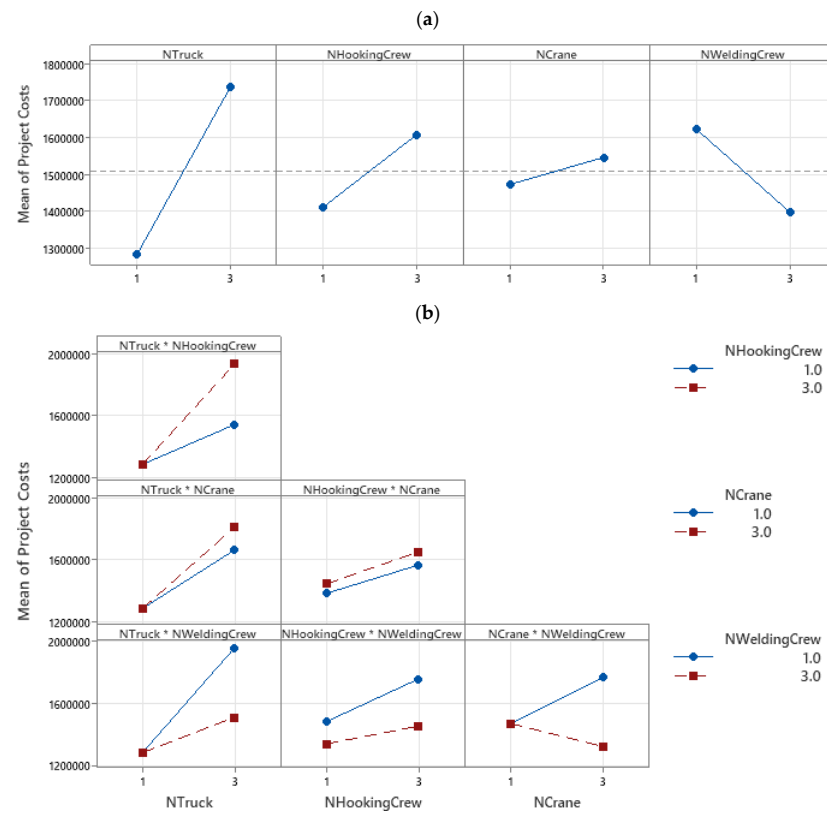 (a)
NTruck NHookingCrew NCrane NWeldingCrew
Mean of Project Costs
1800000
1700000
1600000
1500000
1400000
1300000
1 3 1 3 1 3 1 3
(b)
NTruck * NHookingCrew
2000000
1600000
1200000
NHookingCrew
1.0
3.0
Mean of Project Costs
NTruck * NCrane NHookingCrew * NCrane
2000000
1600000
1200000
NCrane
1.0
3.0
NTruck * NWeldingCrew NHookingCrew * NWeldingCrew NCrane * NWeldingCrew
2000000
1600000
1200000
NWeldingCrew
1.0
3.0
1 3 1 3 1 3
NTruck NHookingCrew NCrane